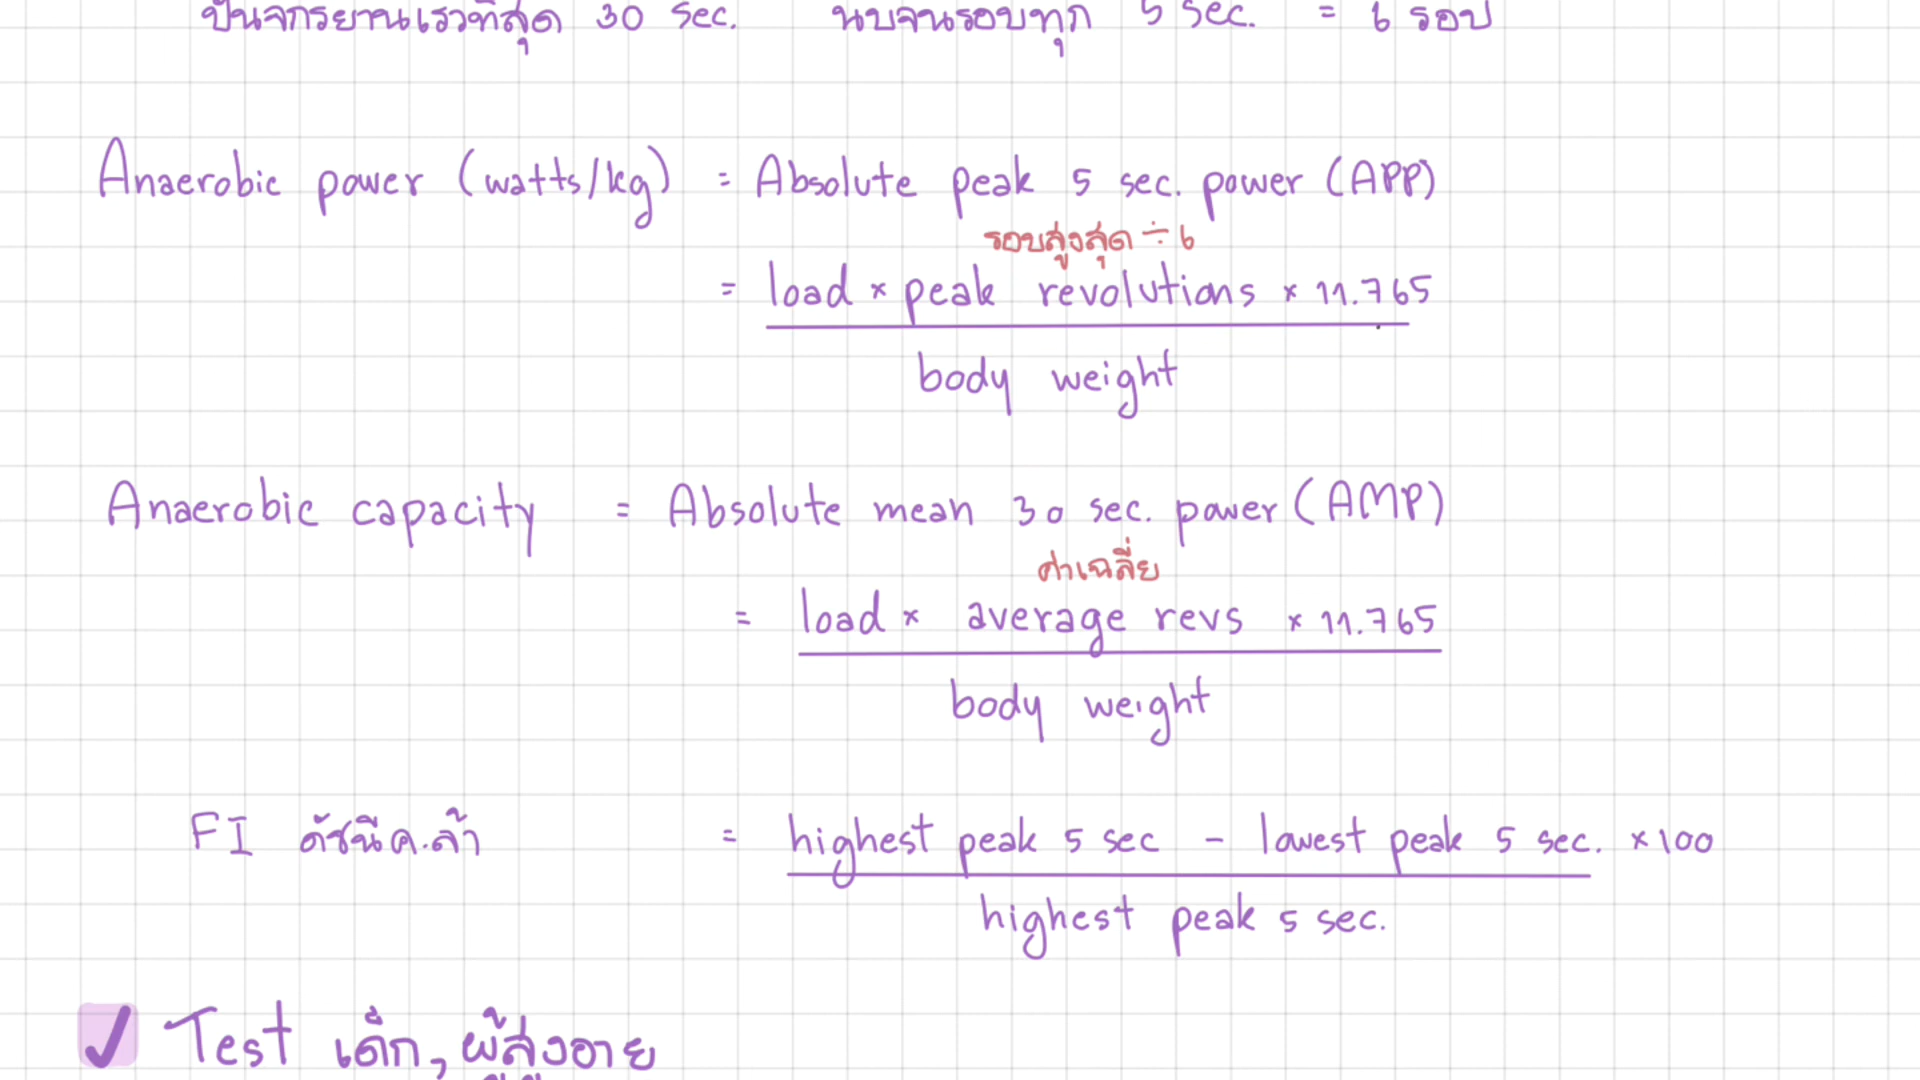 ปั่นจักรยานเร็วที่สุด 30 sec. นับจนรอบทุก 5 sec. = 6 รอบ
Anaerobic power (watts/kg) = Absolute peak 5 sec. power (APP)
รอบสูงสุด ÷ 6
= load × peak revolutions × 11.765
body weight
Anaerobic capacity = Absolute mean 30 sec. power (AMP)
ค่าเฉลี่ย
= load × average revs × 11.765
body weight
FI ดัชนีค.ล้า = highest peak 5 sec - lowest peak 5 sec. × 100
highest peak 5 sec.
✓ Test เด็ก, ผู้สูงอายุ